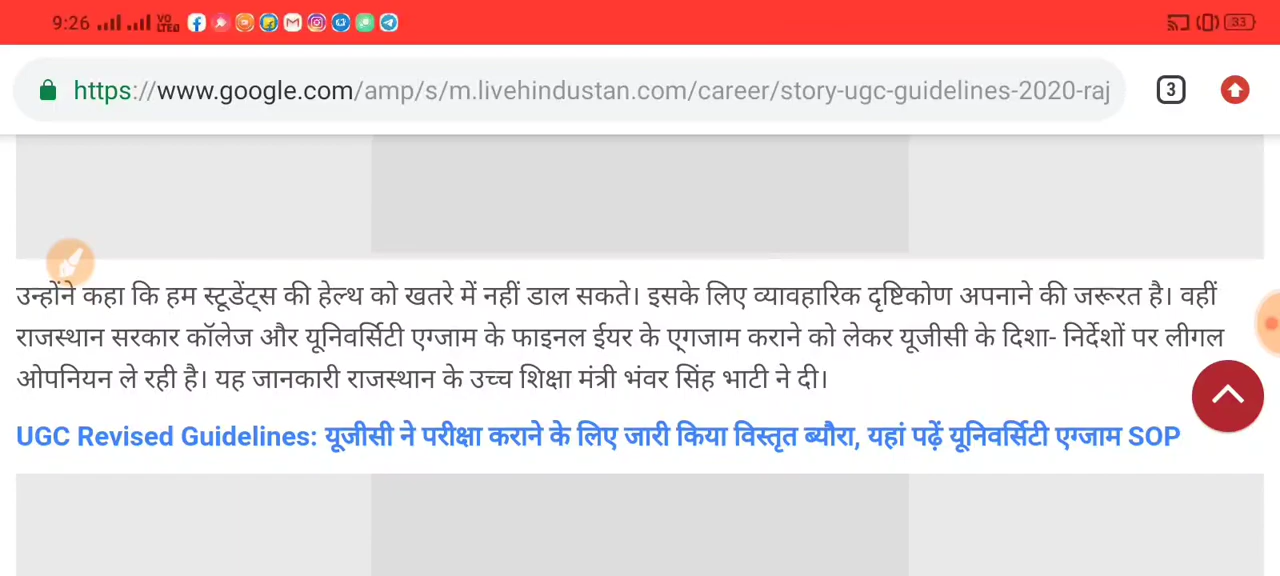 9:26
VO LTE
33
https://www.google.com/amp/s/m.livehindustan.com/career/story-ugc-guidelines-2020-raj
3
उन्होंने कहा कि हम स्टूडेंट्स की हेल्थ को खतरे में नहीं डाल सकते। इसके लिए व्यावहारिक दृष्टिकोण अपनाने की जरूरत है। वहीं
राजस्थान सरकार कॉलेज और यूनिवर्सिटी एग्जाम के फाइनल ईयर के एग्जाम कराने को लेकर यूजीसी के दिशा- निर्देशों पर लीगल
ओपनियन ले रही है। यह जानकारी राजस्थान के उच्च शिक्षा मंत्री भंवर सिंह भाटी ने दी।
UGC Revised Guidelines: यूजीसी ने परीक्षा कराने के लिए जारी किया विस्तृत ब्यौरा, यहां पढ़ें यूनिवर्सिटी एग्जाम SOP